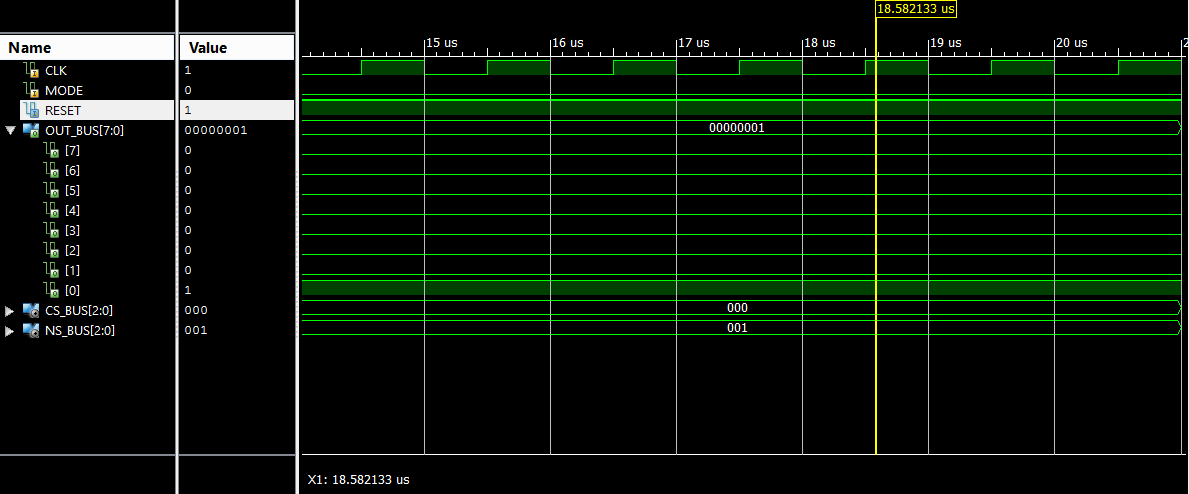 18.582133 us
Name Value
15 us 16 us 17 us 18 us 19 us 20 us 2
CLK 1
MODE 0
RESET 1
OUT_BUS[7:0] 00000001 00000001
[7] 0
[6] 0
[5] 0
[4] 0
[3] 0
[2] 0
[1] 0
[0] 1
CS_BUS[2:0] 000 000
NS_BUS[2:0] 001 001
X1: 18.582133 us